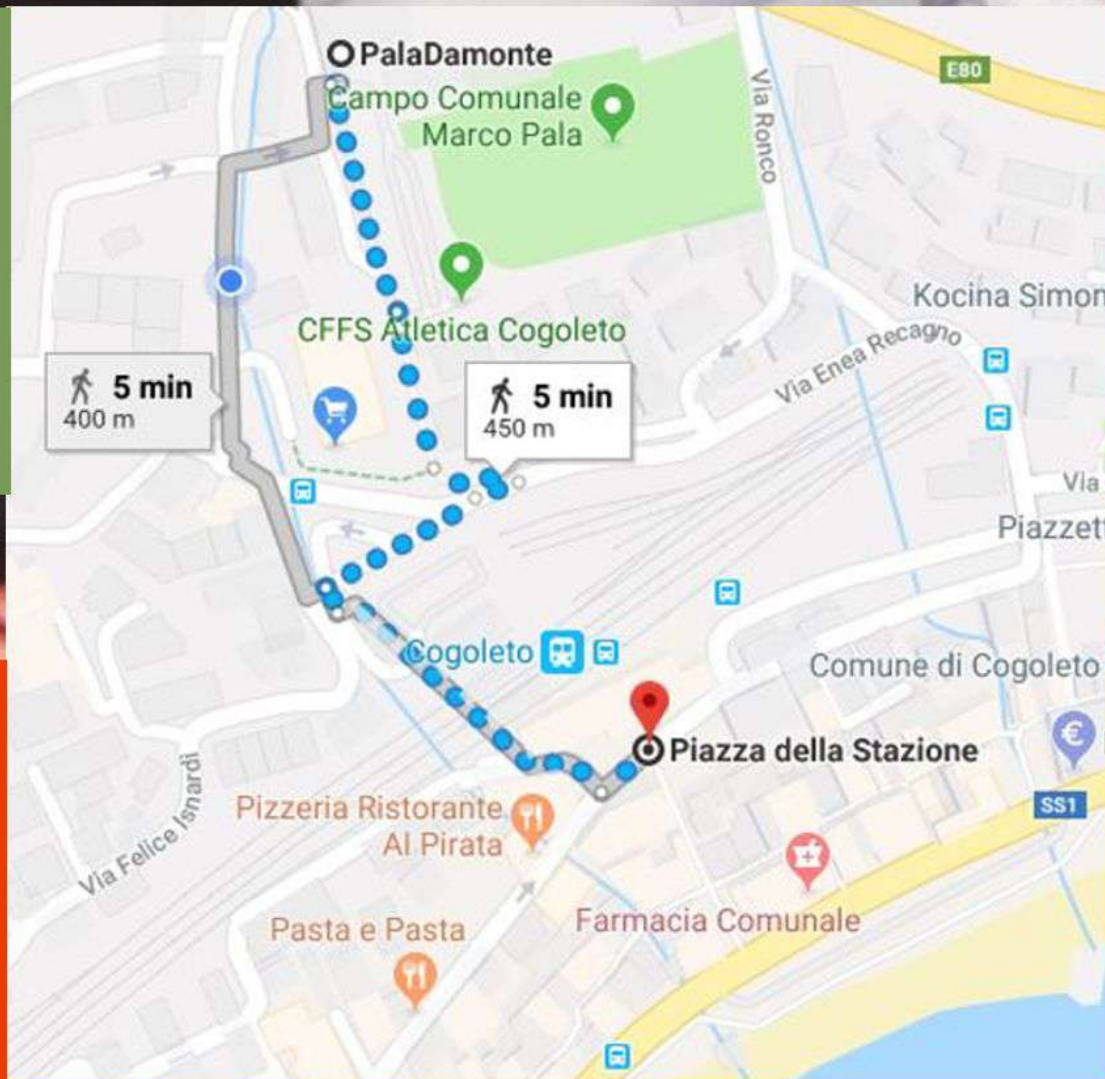 PalaDamonte
Campo Comunale
Marco Pala
E80
Via Ronco
CFFS Atletica Cogoleto
Kocina Simon
Via Enea Recagno
5 min
400 m
5 min
450 m
Via
Piazzett
Cogoleto
Comune di Cogoleto
Piazza della Stazione
€
SS1
Pizzeria Ristorante
Al Pirata
Via Felice Isnardi
Farmacia Comunale
Pasta e Pasta